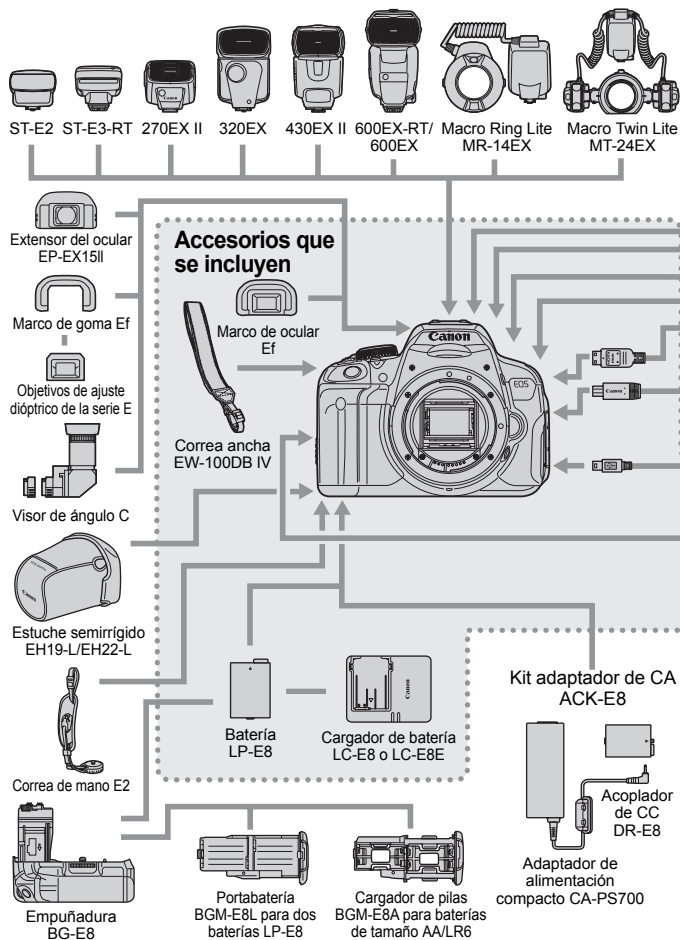 ST-E2
ST-E3-RT
270EX II
320EX
430EX II
600EX-RT/
600EX
Macro Ring Lite
MR-14EX
Macro Twin Lite
MT-24EX
Extensor del ocular
EP-EX15II
Marco de goma Ef
Objetivos de ajuste
dióptrico de la serie E
Visor de ángulo C
Estuche semirrígido
EH19-L/EH22-L
Correa de mano E2
Empuñadura
BG-E8
Accesorios que
se incluyen
Marco de ocular
Ef
Correa ancha
EW-100DB IV
Canon
EOS
Canon
Canon
Canon
Canon
Batería
LP-E8
Cargador de batería
LC-E8 o LC-E8E
Portabatería
BGM-E8L para dos
baterías LP-E8
Cargador de pilas
BGM-E8A para baterías
de tamaño AA/LR6
Kit adaptador de CA
ACK-E8
Acoplador
de CC
DR-E8
Adaptador de
alimentación
compacto CA-PS700